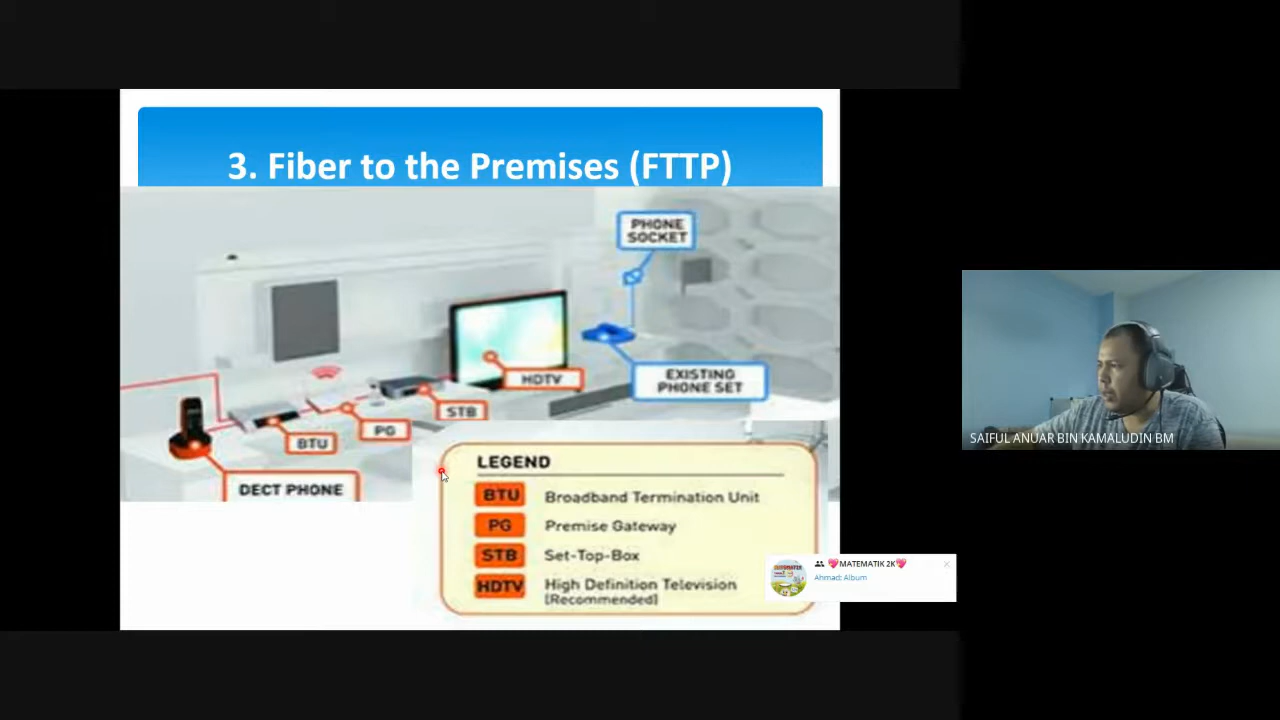 3. Fiber to the Premises (FTTP)
PHONE
SOCKET
HDTV
EXISTING
PHONE SET
STB
PG
BTU
DECT PHONE
LEGEND
BTU Broadband Termination Unit
PG Premise Gateway
STB Set-Top-Box
HDTV High Definition Television
[Recommended]
MATEMATIK 2K
Ahmad: Album
SAIFUL ANUAR BIN KAMALUDIN BM